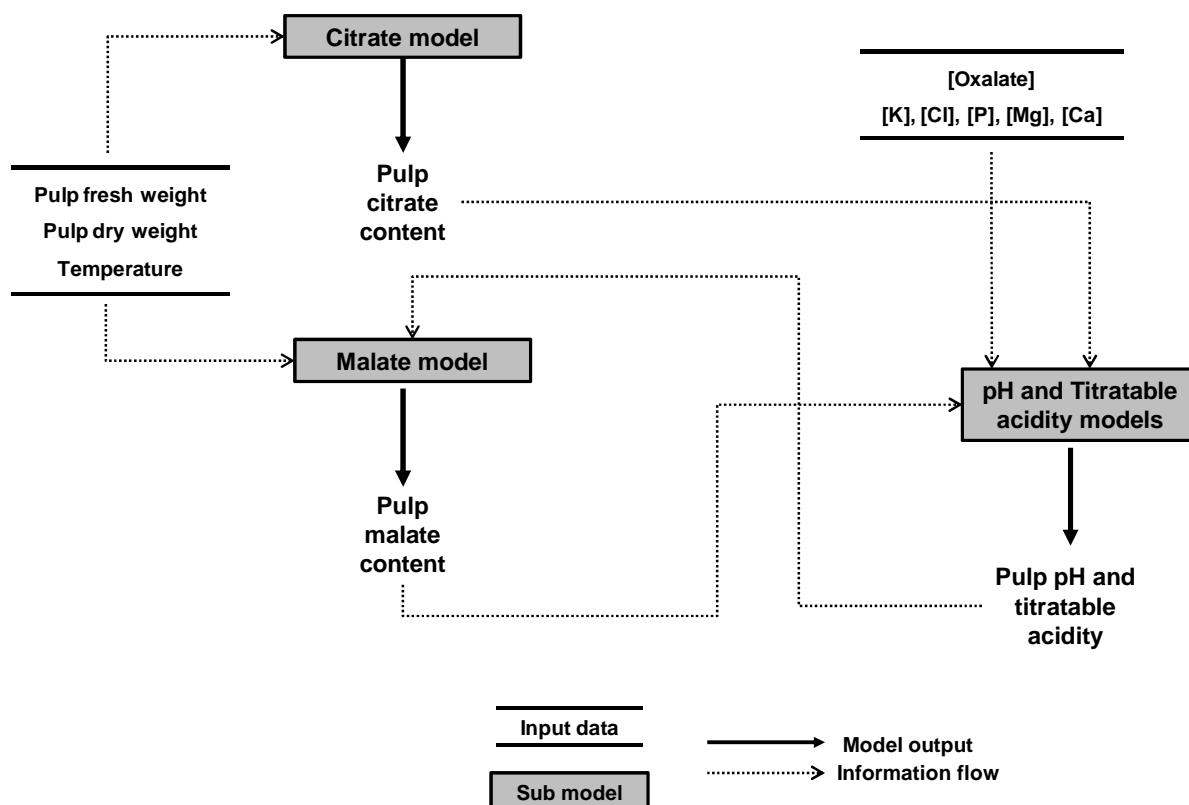 Citrate model
[Oxalate]
[K], [Cl], [P], [Mg], [Ca]
Pulp fresh weight
Pulp dry weight
Temperature
Pulp
citrate
content
Malate model
pH and Titratable
acidity models
Pulp
malate
content
Pulp pH and
titratable
acidity
Input data
Sub model
Model output
Information flow